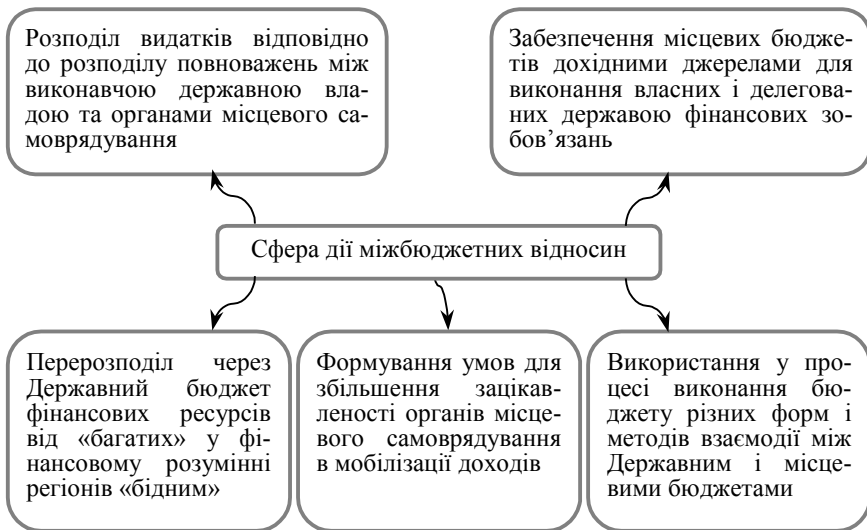 Розподіл видатків відповідно
до розподілу повноважень між
виконавчою державною вла-
дою та органами місцевого са-
моврядування
Забезпечення місцевих бюдже-
тів дохідними джерелами для
виконання власних і делегова-
них державою фінансових зо-
бов’язань
Сфера дії міжбюджетних відносин
Перерозподіл через
Державний бюджет
фінансових ресурсів
від «багатих» у фі-
нансовому розумінні
регіонів «бідним»
Формування умов для
збільшення зацікав-
леності органів місце-
вого самоврядування
в мобілізації доходів
Використання у про-
цесі виконання бю-
джету різних форм і
методів взаємодії між
Державним і місце-
вими бюджетами